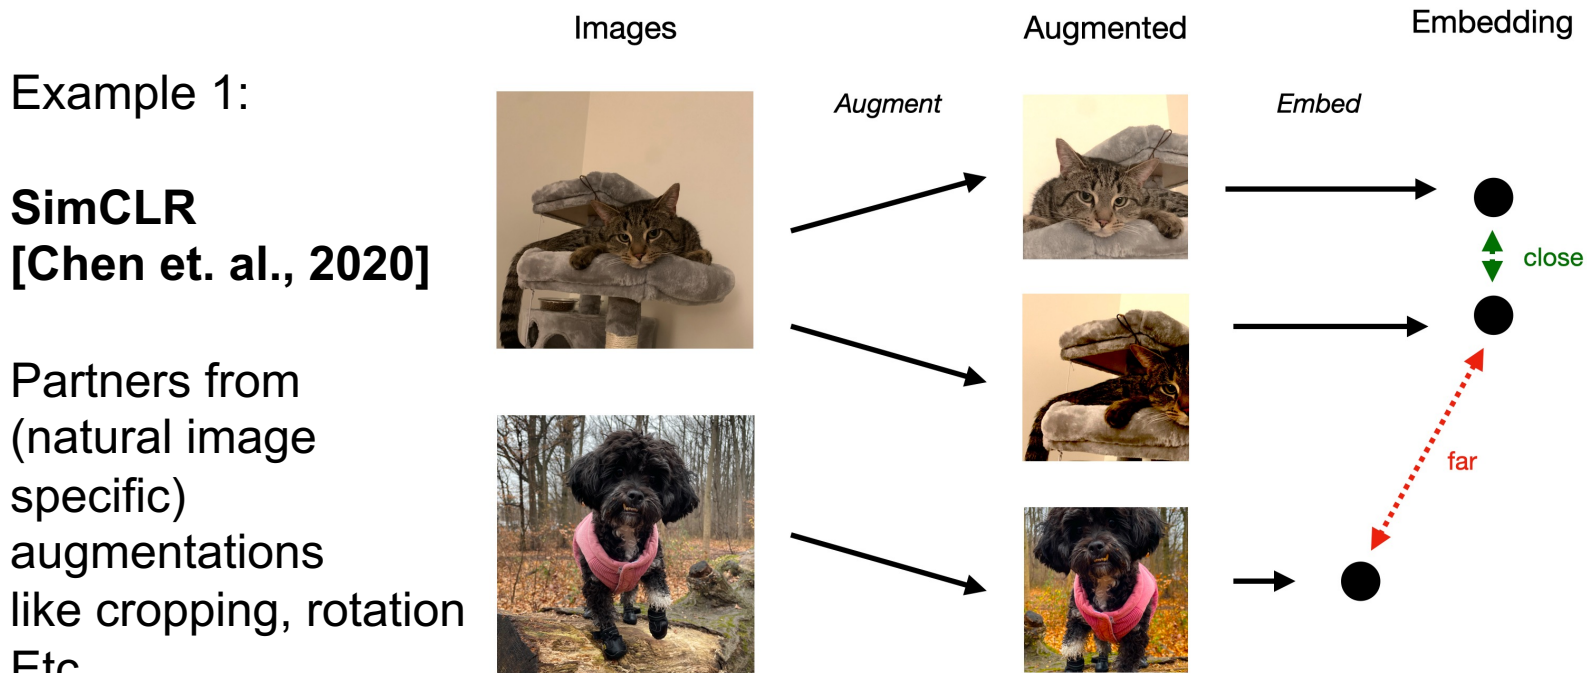 Images
Augmented
Embedding
Example 1:
Augment
Embed
SimCLR
[Chen et. al., 2020]
close
Partners from
(natural image
specific)
augmentations
like cropping, rotation
Etc
far